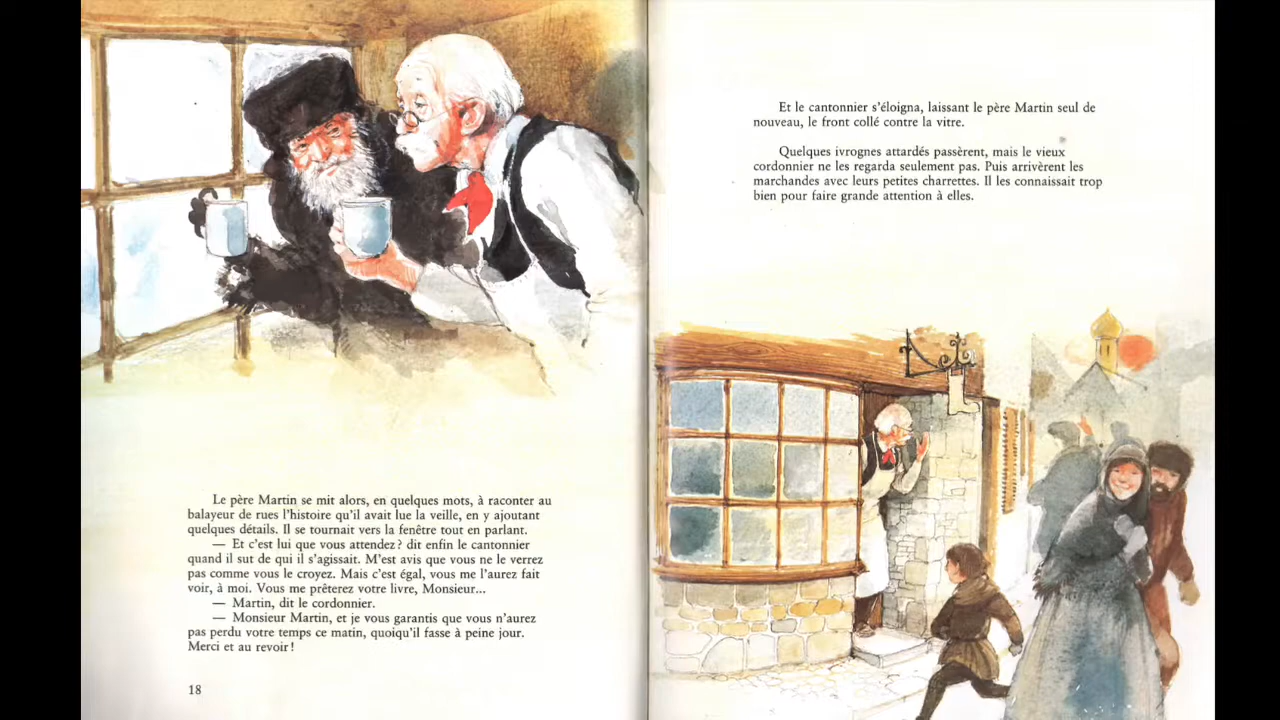 Le père Martin se mit alors, en quelques mots, à raconter au
balayeur de rues l'histoire qu'il avait lue la veille, en y ajoutant
quelques détails. Il se tournait vers la fenêtre tout en parlant.
— Et c'est lui que vous attendez? dit enfin le cantonnier
quand il sut de qui il s'agissait. M'est avis que vous ne le verrez
pas comme vous le croyez. Mais c'est égal, vous me l'aurez fait
voir, à moi. Vous me prêterez votre livre, Monsieur...
— Martin, dit le cordonnier.
— Monsieur Martin, et je vous garantis que vous n'aurez
pas perdu votre temps ce matin, quoiqu'il fasse à peine jour.
Merci et au revoir!
18
Et le cantonnier s'éloigna, laissant le père Martin seul de
nouveau, le front collé contre la vitre.
Quelques ivrognes attardés passèrent, mais le vieux
cordonnier ne les regarda seulement pas. Puis arrivèrent les
marchandes avec leurs petites charrettes. Il les connaissait trop
bien pour faire grande attention à elles.